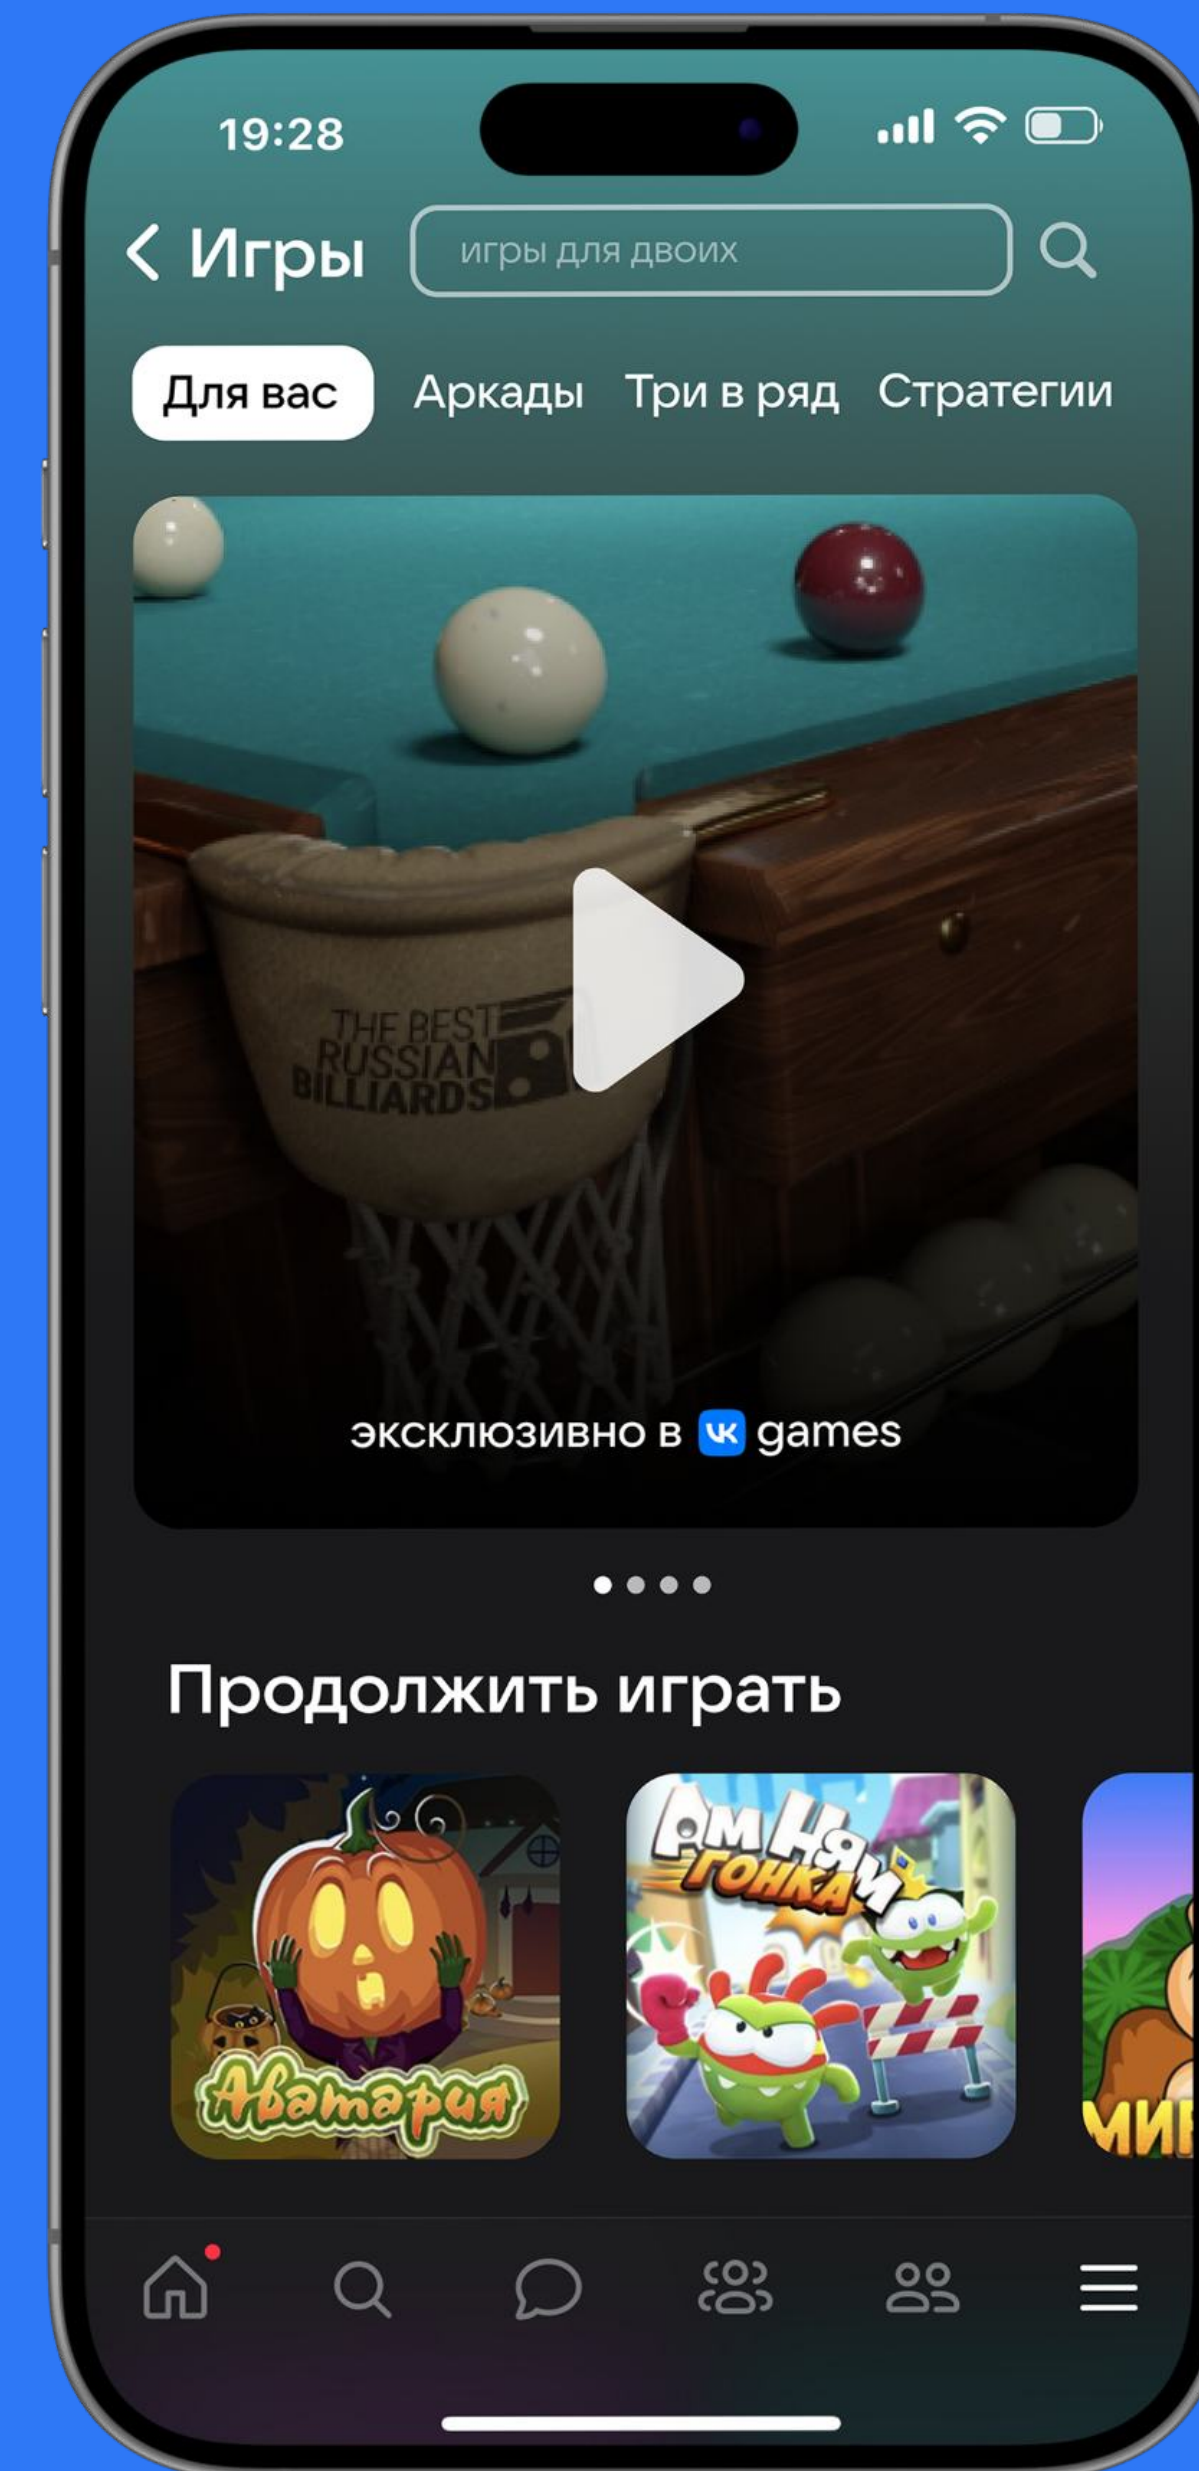 19:28
Игры
игры для двоих
Для вас
Аркады
Три в ряд
Стратегии
THE BEST
RUSSIAN
BILLIARDS
эксклюзивно в VK games
Продолжить играть
Аватария
Ам Ням
ГОНКА